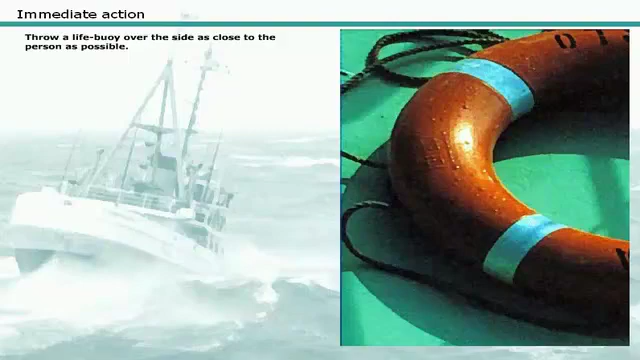 Immediate action
Throw a life-buoy over the side as close to the
person as possible.